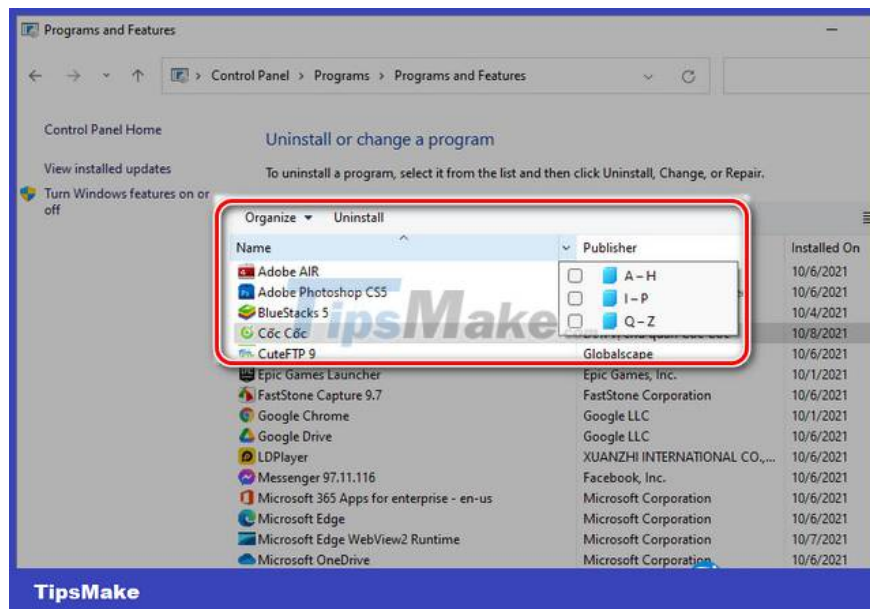 Programs and Features
Control Panel > Programs > Programs and Features
Control Panel Home
View installed updates
Turn Windows features on or
off
Uninstall or change a program
To uninstall a program, select it from the list and then click Uninstall, Change, or Repair.
Organize Uninstall
Name Publisher Installed On
Adobe AIR 10/6/2021
Adobe Photoshop CS5 10/6/2021
BlueStacks 5 10/4/2021
Cốc Cốc 10/8/2021
A – H
I – P
Q – Z
CuteFTP 9 Globalscape 10/6/2021
Epic Games Launcher Epic Games, Inc. 10/1/2021
FastStone Capture 9.7 FastStone Corporation 10/6/2021
Google Chrome Google LLC 10/1/2021
Google Drive Google LLC 10/6/2021
LDPlayer XUANZHI INTERNATIONAL CO.,... 10/6/2021
Messenger 97.11.116 Facebook, Inc. 10/6/2021
Microsoft 365 Apps for enterprise - en-us Microsoft Corporation 10/6/2021
Microsoft Edge Microsoft Corporation 10/6/2021
Microsoft Edge WebView2 Runtime Microsoft Corporation 10/7/2021
Microsoft OneDrive Microsoft Corporation 10/6/2021
TipsMake.com
TipsMake